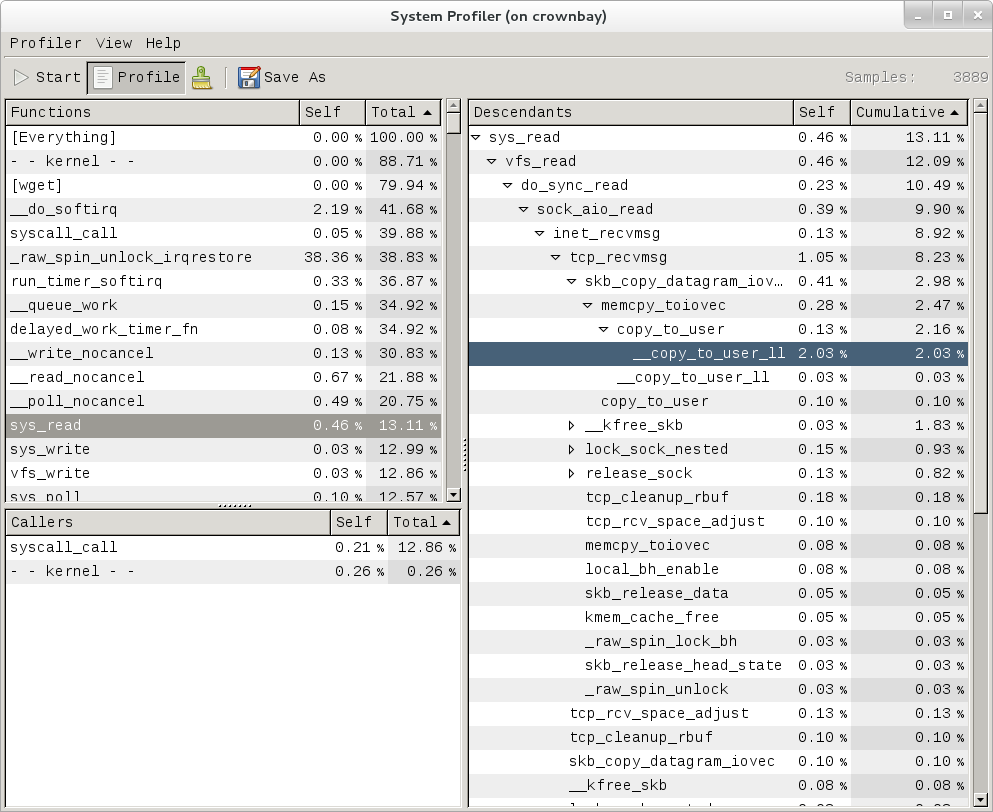 System Profiler (on crownbay)
Profiler View Help
Start Profile Save As Samples: 3889
Functions Self Total
[Everything] 0.00 % 100.00 %
- - kernel - - 0.00 % 88.71 %
[wget] 0.00 % 79.94 %
__do_softirq 2.19 % 41.68 %
syscall_call 0.05 % 39.88 %
_raw_spin_unlock_irqrestore 38.36 % 38.83 %
run_timer_softirq 0.33 % 36.87 %
__queue_work 0.15 % 34.92 %
delayed_work_timer_fn 0.08 % 34.92 %
__write_nocancel 0.13 % 30.83 %
__read_nocancel 0.67 % 21.88 %
__poll_nocancel 0.49 % 20.75 %
sys_read 0.46 % 13.11 %
sys_write 0.03 % 12.99 %
vfs_write 0.03 % 12.86 %
sys_poll 0.10 % 12.57 %
Callers Self Total
syscall_call 0.21 % 12.86 %
- - kernel - - 0.26 % 0.26 %
Descendants Self Cumulative
sys_read 0.46 % 13.11 %
vfs_read 0.46 % 12.09 %
do_sync_read 0.23 % 10.49 %
sock_aio_read 0.39 % 9.90 %
inet_recvmsg 0.13 % 8.92 %
tcp_recvmsg 1.05 % 8.23 %
skb_copy_datagram_iov... 0.41 % 2.98 %
memcpy_toiovec 0.28 % 2.47 %
copy_to_user 0.13 % 2.16 %
__copy_to_user_ll 2.03 % 2.03 %
__copy_to_user_ll 0.03 % 0.03 %
copy_to_user 0.10 % 0.10 %
__kfree_skb 0.03 % 1.83 %
lock_sock_nested 0.15 % 0.93 %
release_sock 0.13 % 0.82 %
tcp_cleanup_rbuf 0.18 % 0.18 %
tcp_rcv_space_adjust 0.10 % 0.10 %
memcpy_toiovec 0.08 % 0.08 %
local_bh_enable 0.08 % 0.08 %
skb_release_data 0.05 % 0.05 %
kmem_cache_free 0.05 % 0.05 %
_raw_spin_lock_bh 0.03 % 0.03 %
skb_release_head_state 0.03 % 0.03 %
_raw_spin_unlock 0.03 % 0.03 %
tcp_rcv_space_adjust 0.13 % 0.13 %
tcp_cleanup_rbuf 0.10 % 0.10 %
skb_copy_datagram_iovec 0.10 % 0.10 %
__kfree_skb 0.08 % 0.08 %